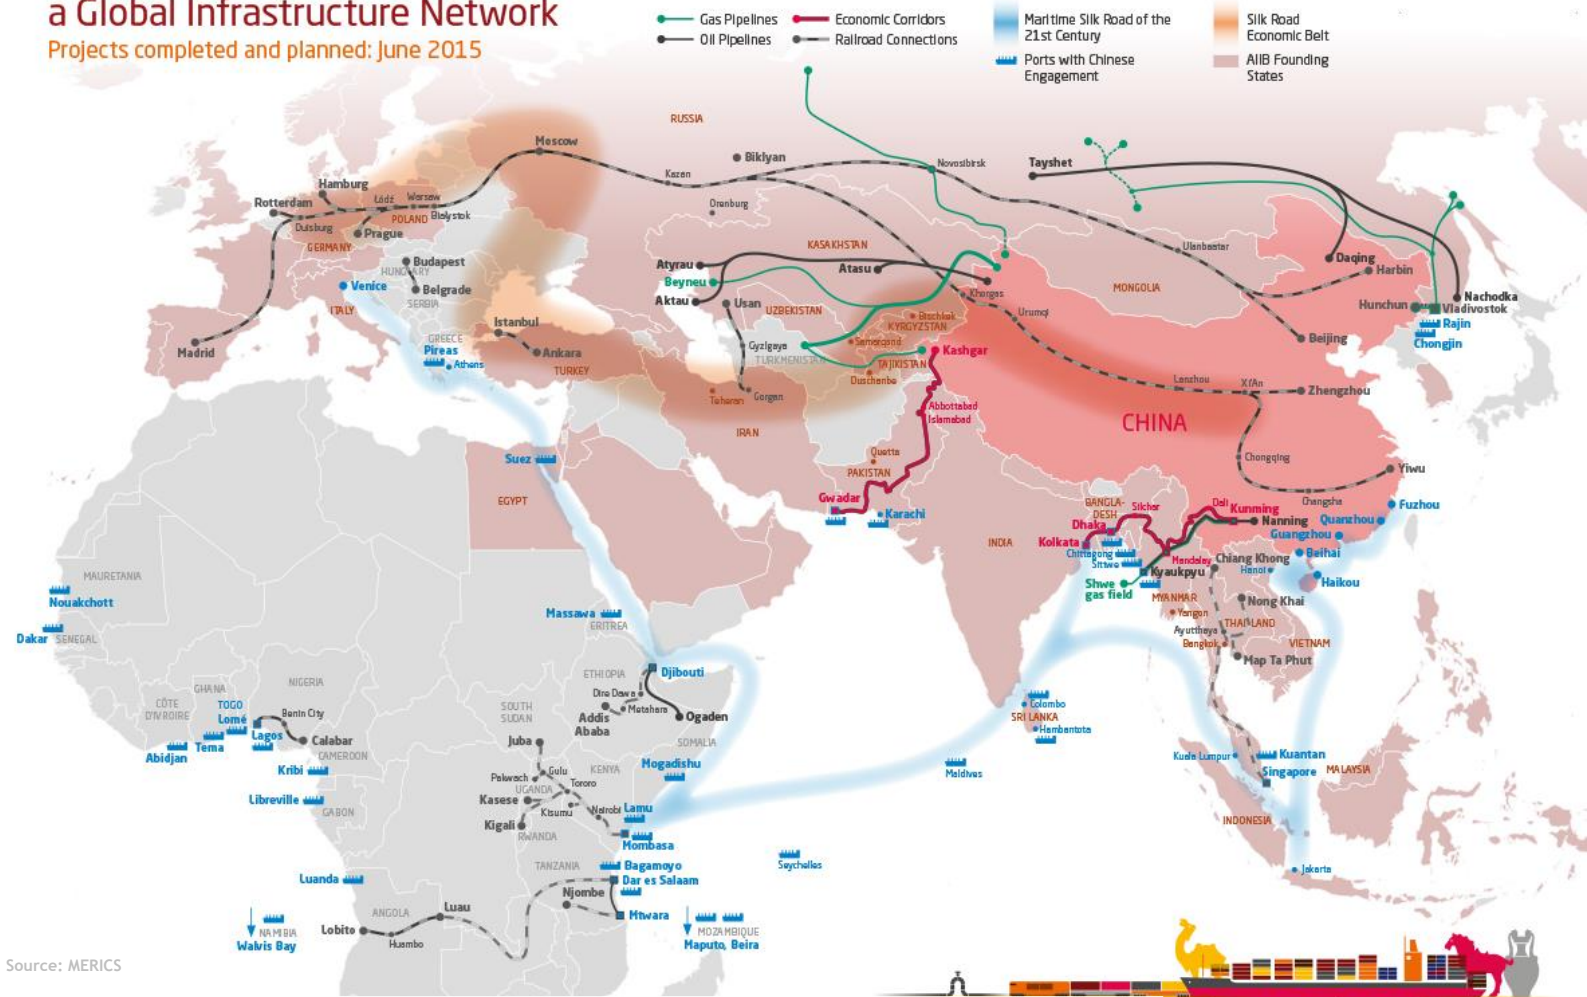 a Global Infrastructure Network
Projects completed and planned: June 2015
Gas Pipelines
Oil Pipelines
Economic Corridors
Railroad Connections
Maritime Silk Road of the
21st Century
Ports with Chinese
Engagement
Silk Road
Economic Belt
AIIB Founding
States
RUSSIA
Moscow
Kazan
Biklyan
Novosibirsk
Tayshet
Hamburg
Rotterdam
Duisburg
Łódź
Warsaw
Bialystok
POLAND
Prague
GERMANY
Orenburg
KASAKHSTAN
Ulanbaatar
Daqing
Harbin
Budapest
HUNGARY
Belgrade
SERBIA
Venice
ITALY
Atyrau
Beyneu
Aktau
Atasu
Usan
UZBEKISTAN
Khorgas
Urumqi
MONGOLIA
Hunchun
Nachodka
Vladivostok
Rajin
Chongjin
Madrid
Istanbul
Ankara
TURKEY
GREECE
Pireas
Athens
Gyzlgaya
TURKMENISTAN
Bischkek
KYRGYZSTAN
Samarqand
TAJIKISTAN
Duschanbe
Kashgar
Beijing
Lanzhou
Xi'An
Zhengzhou
Teheran
Gorgan
IRAN
Abbottabad
Islamabad
CHINA
Suez
EGYPT
Quetta
PAKISTAN
Gwadar
Karachi
Chongqing
Yiwu
Changsha
Fuzhou
Quanzhou
Guangzhou
Beihai
Haikou
BANGLA-
DESH
Silchar
Dali
Kunming
Nanning
Dhaka
Kolkata
INDIA
Chittagong
Sittwe
Mandalay
Kyaukpyu
Shwe
gas field
Chiang Khong
Hanoi
MYANMAR
Yangon
Nong Khai
Ayutthaya
THAILAND
Bangkok
VIETNAM
Map Ta Phut
MAURETANIA
Nouakchott
Dakar
SENEGAL
Massawa
ERITREA
Djibouti
ETHIOPIA
Dire Dawa
Metahara
Addis
Ababa
Ogaden
SOMALIA
NIGERIA
GHANA
CÔTE
D'IVROIRE
TOGO
Lomé
Benin City
Lagos
Tema
Abidjan
Calabar
CAMEROON
Kribi
Libreville
GABON
SOUTH
SUDAN
Juba
Gulu
Pakwach
UGANDA
Tororo
KENYA
Kasese
Kisumu
Nairobi
Kigali
RWANDA
Mogadishu
Lamu
Mombasa
TANZANIA
Bagamoyo
Dar es Salaam
Njombe
Mtwara
Seychelles
Maldives
Colombo
SRI LANKA
Hambantota
Kuala Lumpur
Kuantan
Singapore
MALAYSIA
INDONESIA
Jakarta
Luanda
ANGOLA
Luau
Lobito
Huambo
NAMIBIA
Walvis Bay
MOZAMBIQUE
Maputo, Beira
Source: MERICS